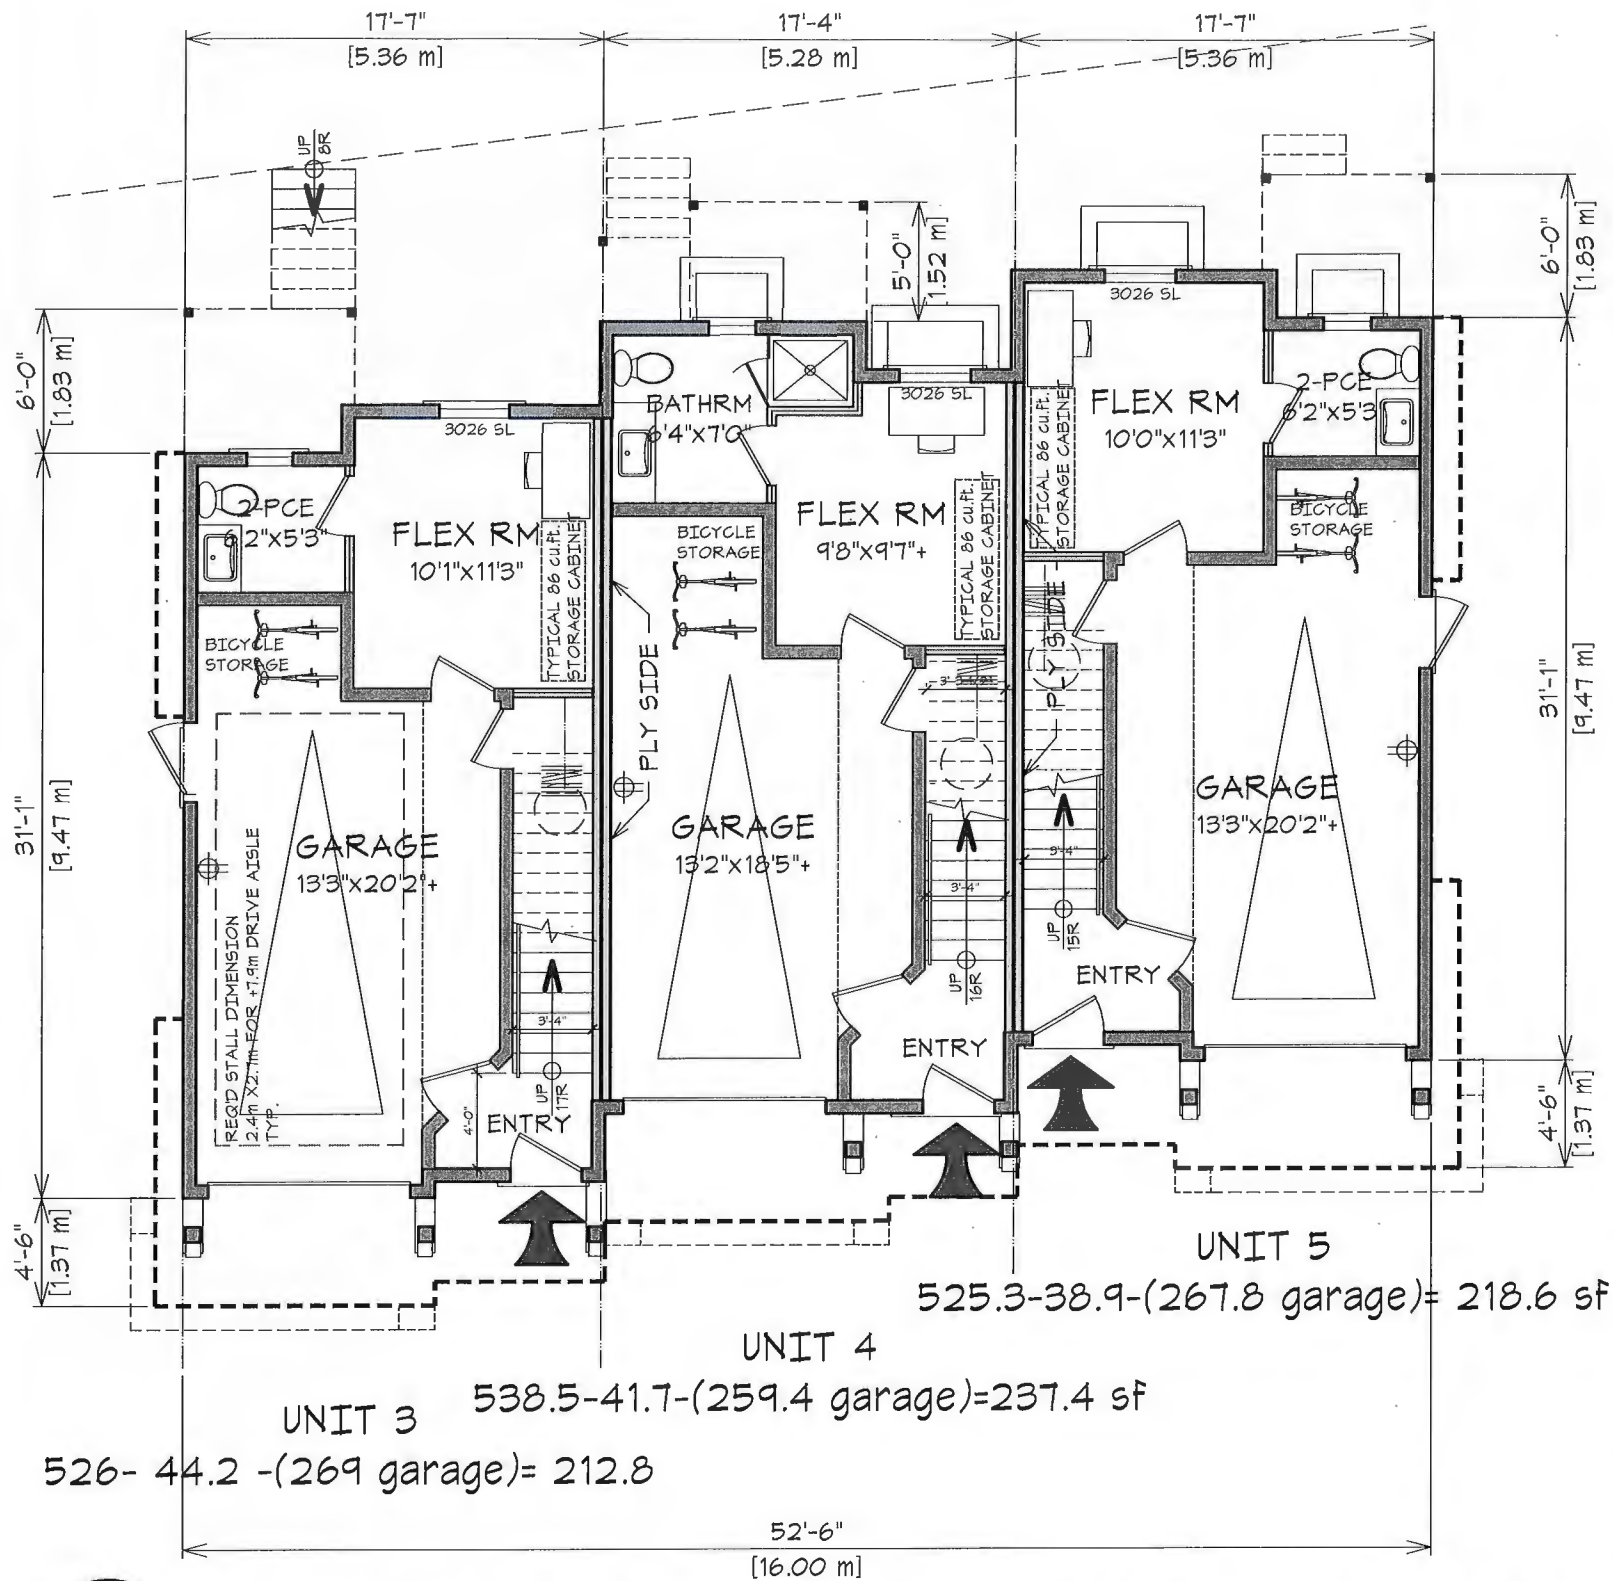 17'-7"
[5.36 m]
17'-4"
[5.28 m]
17'-7"
[5.36 m]
UP
8R
5'-0"
1.52 m]
6'-0"
[1.83 m]
3026 SL
6'-0"
[1.83 m]
3026 SL
BATHRM
6'4"x7'0"
3026 SL
FLEX RM
10'0"x11'3"
2-PCE
6'2"x5'3
TYPICAL 86 cu.ft.
STORAGE CABINET
2-PCE
6'2"x5'3"
FLEX RM
10'1"x11'3"
TYPICAL 86 cu.ft.
STORAGE CABINET
BICYCLE
STORAGE
FLEX RM
9'8"x9'7"+
TYPICAL 86 cu.ft.
STORAGE CABINET
BICYCLE
STORAGE
BICYCLE
STORAGE
PLY SIDE
PLY SIDE
31'-1"
[9.47 m]
31'-1"
[9.47 m]
GARAGE
13'3"x20'2"+
GARAGE
13'2"x18'5"+
GARAGE
13'3"x20'2"+
REQ'D STALL DIMENSION
2.4m X2.1m FOR +7.9m DRIVE AISLE
TYP.
3'-4"
3'-4"
3'-4"
UP
15R
UP
16R
UP
17R
ENTRY
ENTRY
ENTRY
4'-0"
4'-6"
[1.37 m]
4'-6"
[1.37 m]
UNIT 5
525.3-38.9-(267.8 garage)= 218.6 sf
UNIT 4
538.5-41.7-(259.4 garage)=237.4 sf
UNIT 3
526- 44.2 -(269 garage)= 212.8
52'-6"
[16.00 m]